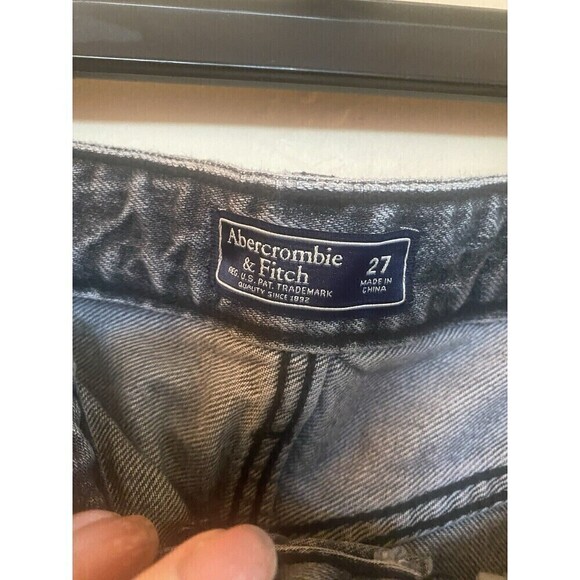 Abercrombie
& Fitch
REG. U.S. PAT. TRADEMARK
QUALITY SINCE 1892
27
MADE IN
CHINA